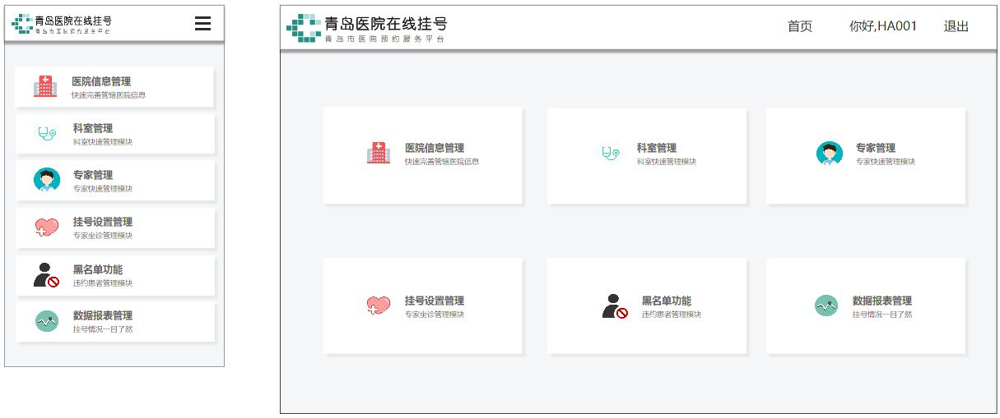 青岛医院在线挂号
青岛市医院预约服务平台
医院信息管理
快速完善管辖医院信息
科室管理
科室快速管理模块
专家管理
专家快速管理模块
挂号设置管理
专家坐诊管理模块
黑名单功能
违约患者管理模块
数据报表管理
挂号情况一目了然
青岛医院在线挂号
青岛市医院预约服务平台
首页
你好,HA001
退出
医院信息管理
快速完善管辖医院信息
科室管理
科室快速管理模块
专家管理
专家快速管理模块
挂号设置管理
专家坐诊管理模块
黑名单功能
违约患者管理模块
数据报表管理
挂号情况一目了然